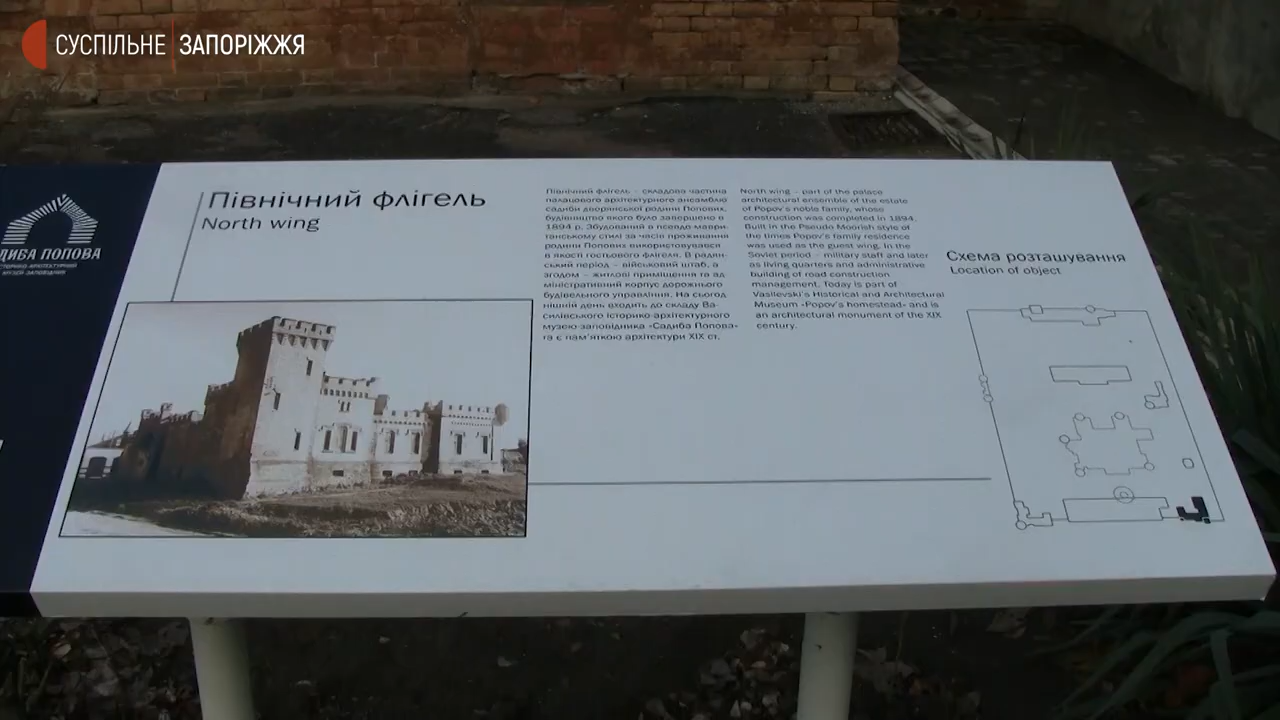 СУСПІЛЬНЕ ЗАПОРІЖЖЯ
ДИБА ПОПОВА
Північний флігель
North wing
Північний флігель - складова частина
палацового архітектурного ансамблю
садиби дворянської родини Попових,
будівництво якого було завершено в
1894 р. Збудований в псевдо маври-
танському стилі за часів проживання
родини Попових використовувався
в якості гостьового флігеля. В радян-
ський період - військовий штаб, а
згодом - житлові приміщення та ад
міністративний корпус дорожнього
будівельного управління. На сьогод
нішній день входить до складу Ва-
силівського історико-архітектурного
музею заповідника «Садиба Попова»
та є пам'яткою архітектури XIX ст.
North wing - part of the palace
architectural ensemble of the estate
of Popov's noble family, whose
construction was completed in 1894.
Built in the Pseudo Moorish style of
the times Popov's family residence
was used as the guest wing. In the
Soviet period - military staff and later
as living quarters and administrative
building of road construction
management. Today is part of
Vasilevski's Historical and Architectural
Museum «Popov's homestead» and is
an architectural monument of the XIX
century.
Схема розташування
Location of object